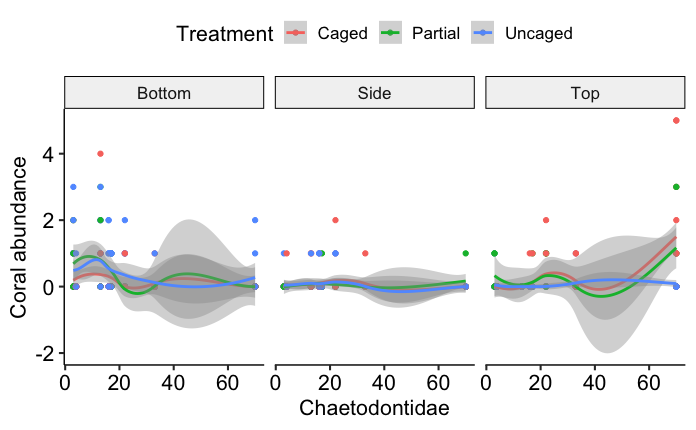 Treatment Caged Partial Uncaged
Bottom Side Top
Coral abundance
4
2
0
-2
0 20 40 60 0 20 40 60 0 20 40 60
Chaetodontidae